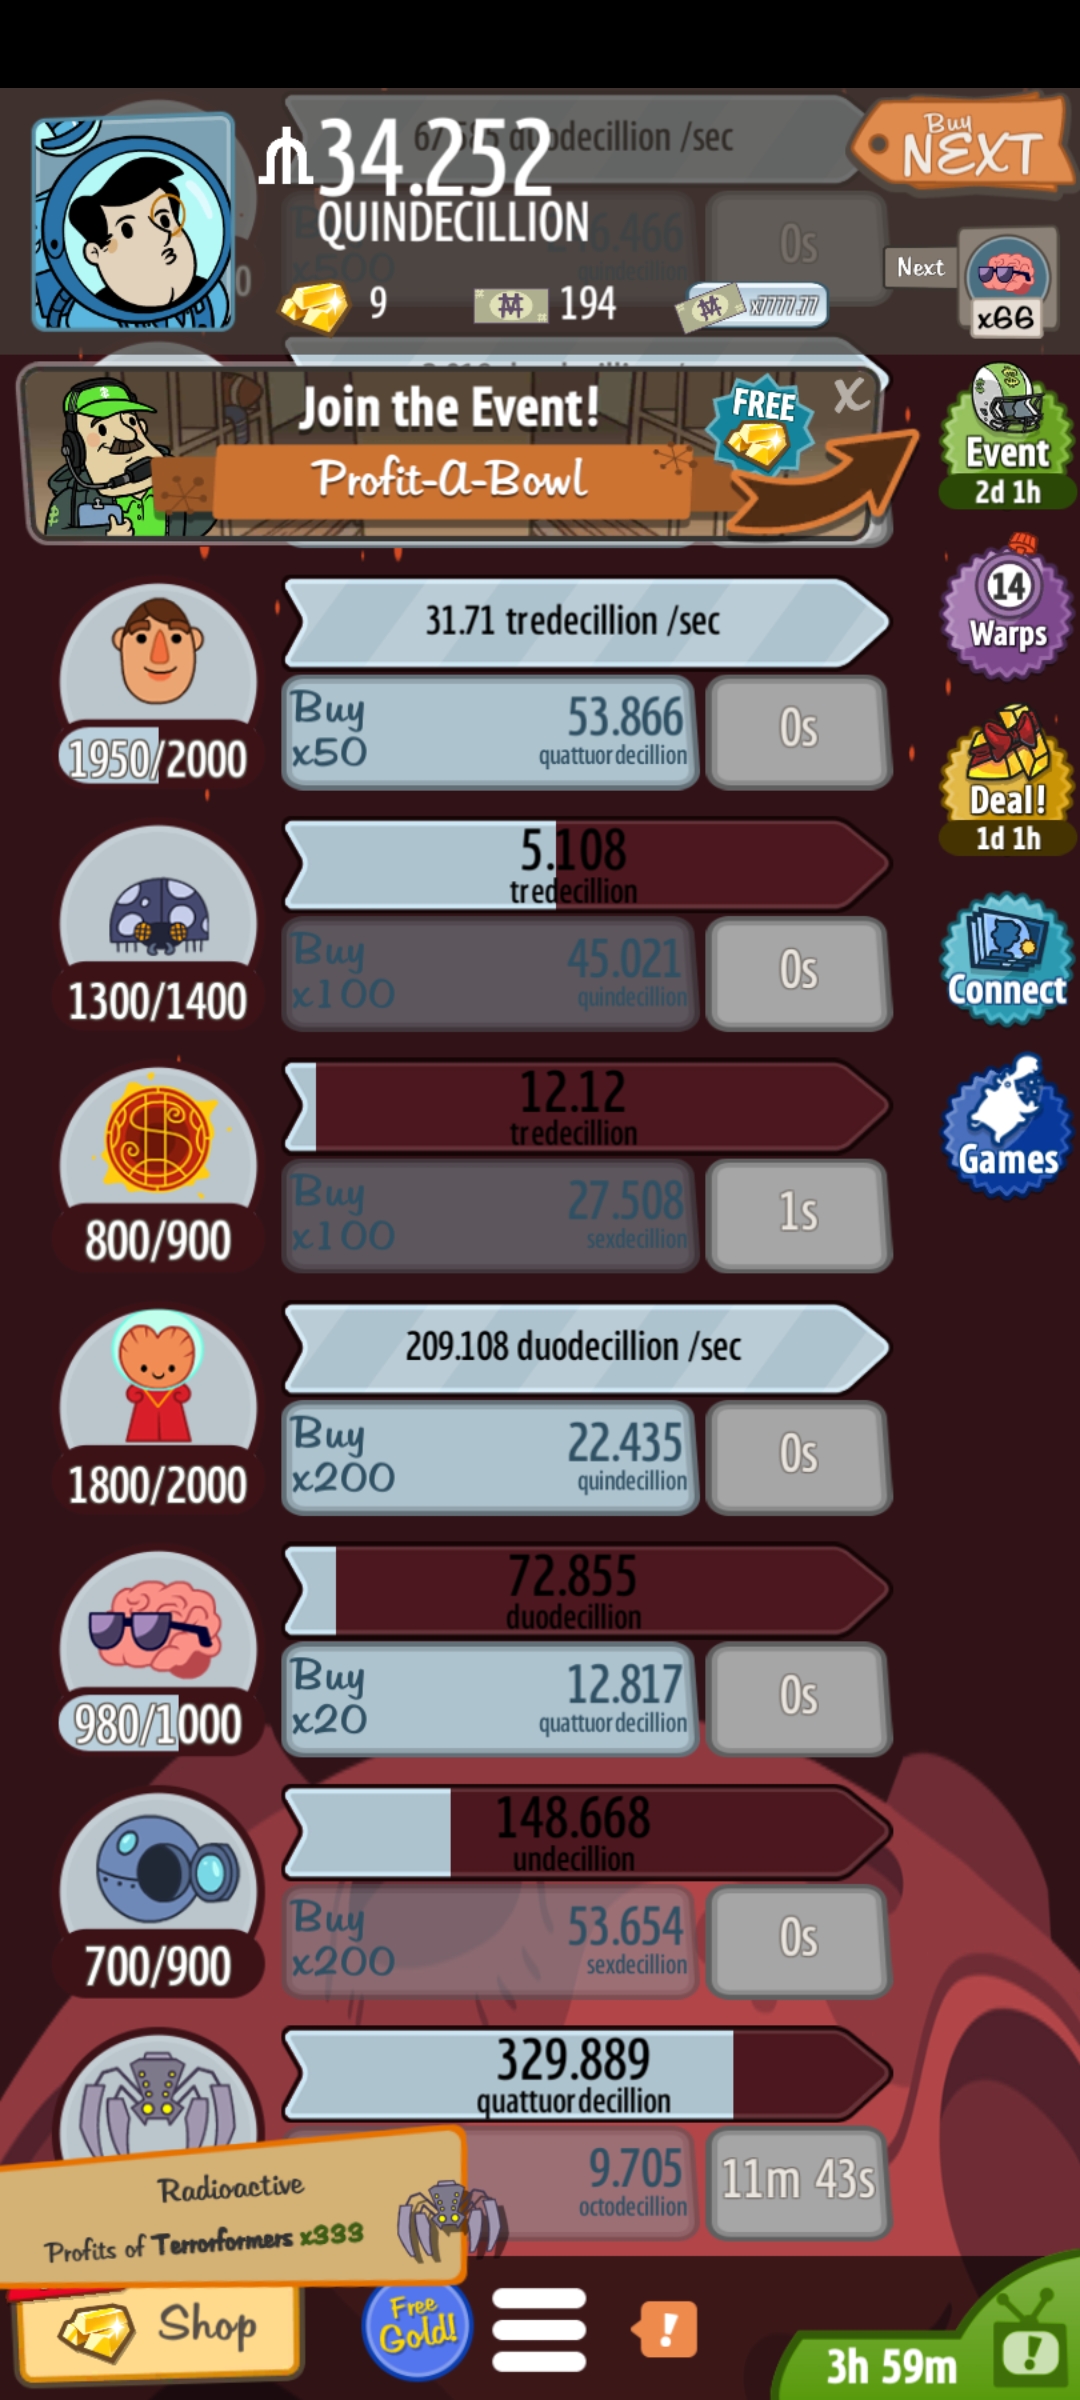 67.585 duodecillion /sec
34.252
QUINDECILLION
Buy
NEXT
x500
quindecillion
0s
9
194
x7777.77
Next
x66
Join the Event!
FREE
X
Profit-A-Bowl
Event
2d 1h
31.71 tredecillion /sec
14
Warps
1950/2000
Buy
x50
53.866
quattuordecillion
0s
Deal!
1d 1h
5.108
tredecillion
1300/1400
Buy
x100
45.021
quindecillion
0s
Connect
12.12
tredecillion
800/900
Buy
x100
27.508
sexdecillion
1s
Games
209.108 duodecillion /sec
1800/2000
Buy
x200
22.435
quindecillion
0s
72.855
duodecillion
980/1000
Buy
x20
12.817
quattuordecillion
0s
148.668
undecillion
700/900
Buy
x200
53.654
sexdecillion
0s
329.889
quattuordecillion
9.705
octodecillion
11m 43s
Radioactive
Profits of Terrorformers x333
Shop
Free
Gold!
!
3h 59m
!